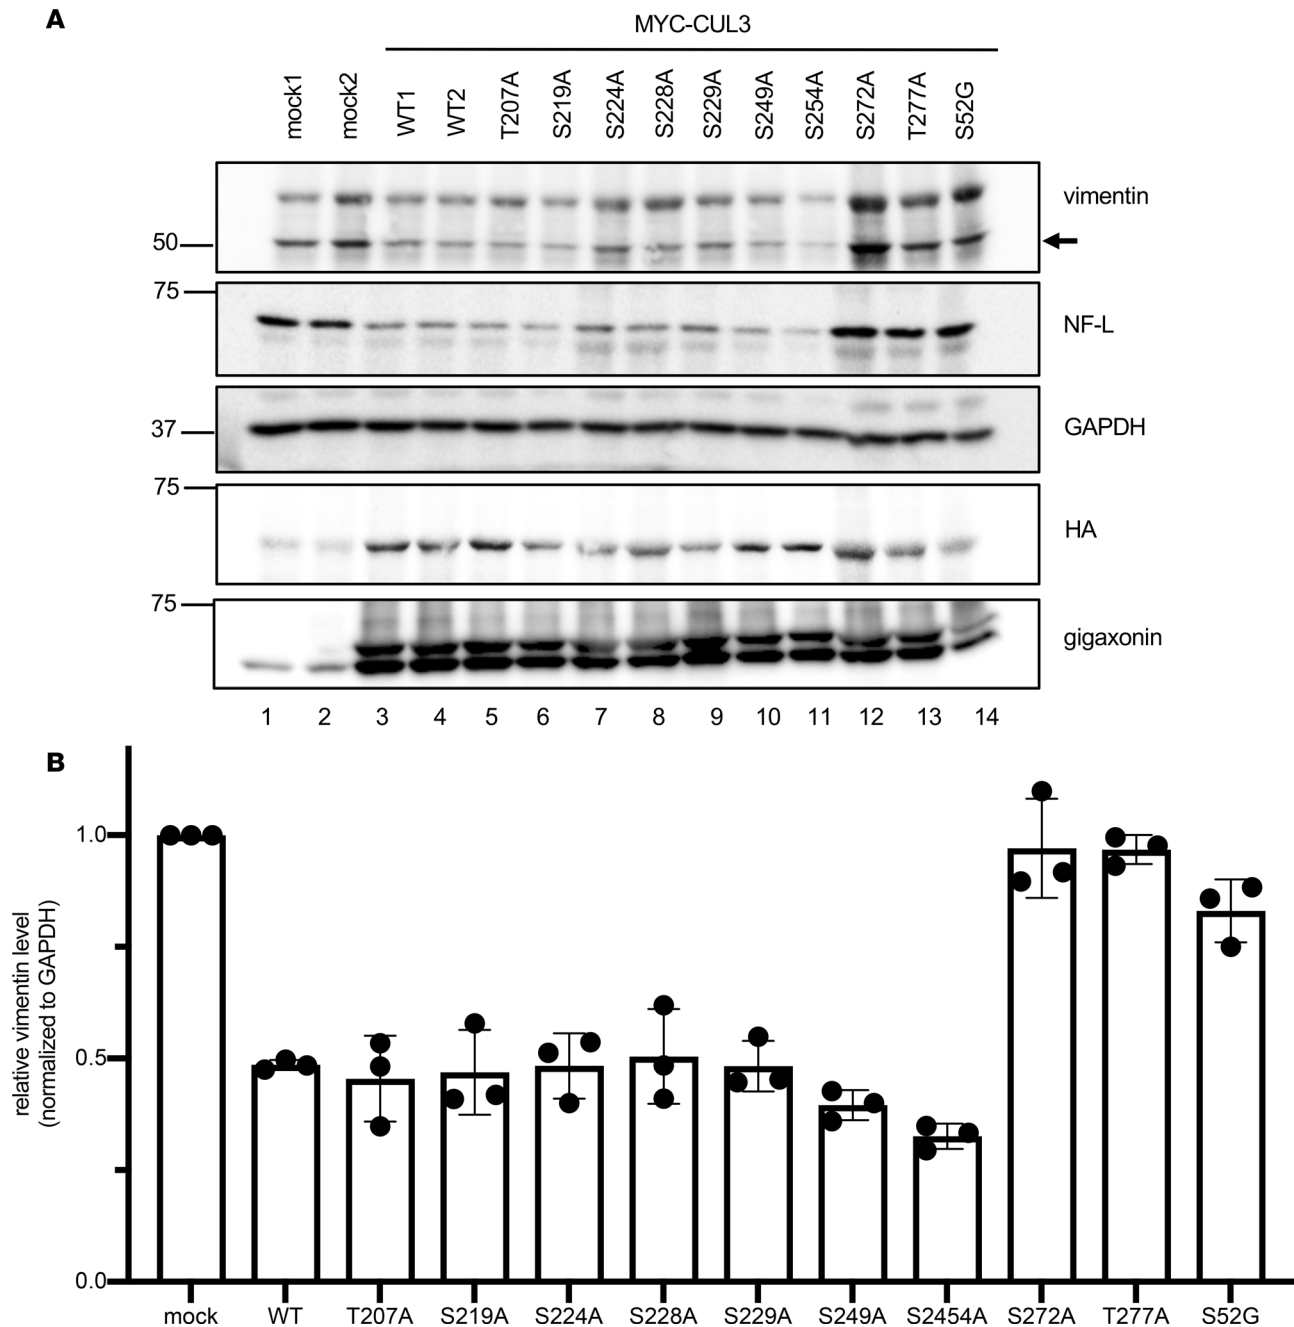 A
MYC-CUL3
mock1 mock2 WT1 WT2 T207A S219A S224A S228A S229A S249A S254A S272A T277A S52G
vimentin
50
75
NF-L
37
GAPDH
75
HA
75
gigaxonin
1 2 3 4 5 6 7 8 9 10 11 12 13 14
B
relative vimentin level
(normalized to GAPDH)
1.0
0.5
0.0
mock WT T207A S219A S224A S228A S229A S249A S2454A S272A T277A S52G